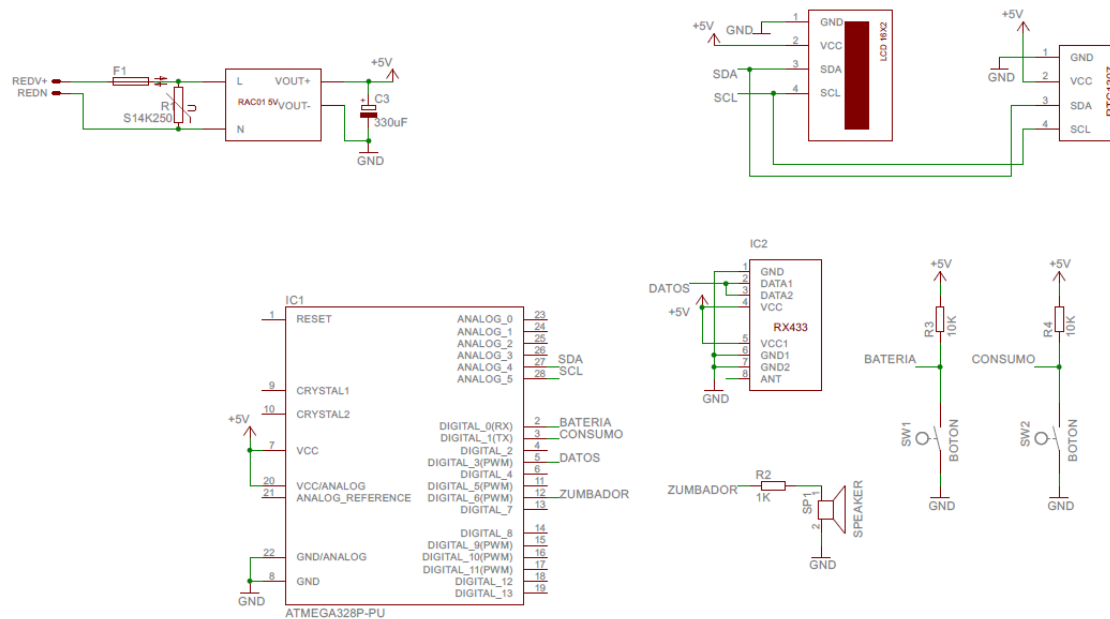 REDV+
REDN
F1
R1
S14K250
U
L
N
RAC01 5V
VOUT+
VOUT-
+5V
C3
+
330uF
GND
+5V
GND
SDA
SCL
1
2
3
4
GND
VCC
SDA
SCL
LCD 16X2
+5V
GND
1
2
3
4
GND
VCC
SDA
SCL
IC1
1
RESET
9
CRYSTAL1
10
CRYSTAL2
+5V
7
VCC
20
VCC/ANALOG
21
ANALOG_REFERENCE
22
GND/ANALOG
8
GND
GND
ATMEGA328P-PU
ANALOG_0 23
ANALOG_1 24
ANALOG_2 25
ANALOG_3 26
ANALOG_4 27 SDA
ANALOG_5 28 SCL
DIGITAL_0(RX) 2 BATERIA
DIGITAL_1(TX) 3 CONSUMO
DIGITAL_2 4
DIGITAL_3(PWM) 5 DATOS
DIGITAL_4 6
DIGITAL_5(PWM) 11
DIGITAL_6(PWM) 12 ZUMBADOR
DIGITAL_7 13
DIGITAL_8 14
DIGITAL_9(PWM) 15
DIGITAL_10(PWM) 16
DIGITAL_11(PWM) 17
DIGITAL_12 18
DIGITAL_13 19
IC2
DATOS
+5V
1 GND
2 DATA1
3 DATA2
4 VCC
RX433
5 VCC1
6 GND1
7 GND2
8 ANT
GND
ZUMBADOR
R2
1K
SP1
1
2
SPEAKER
GND
+5V
R3
10K
BATERIA
SW1
BOTON
GND
+5V
R4
10K
CONSUMO
SW2
BOTON
GND